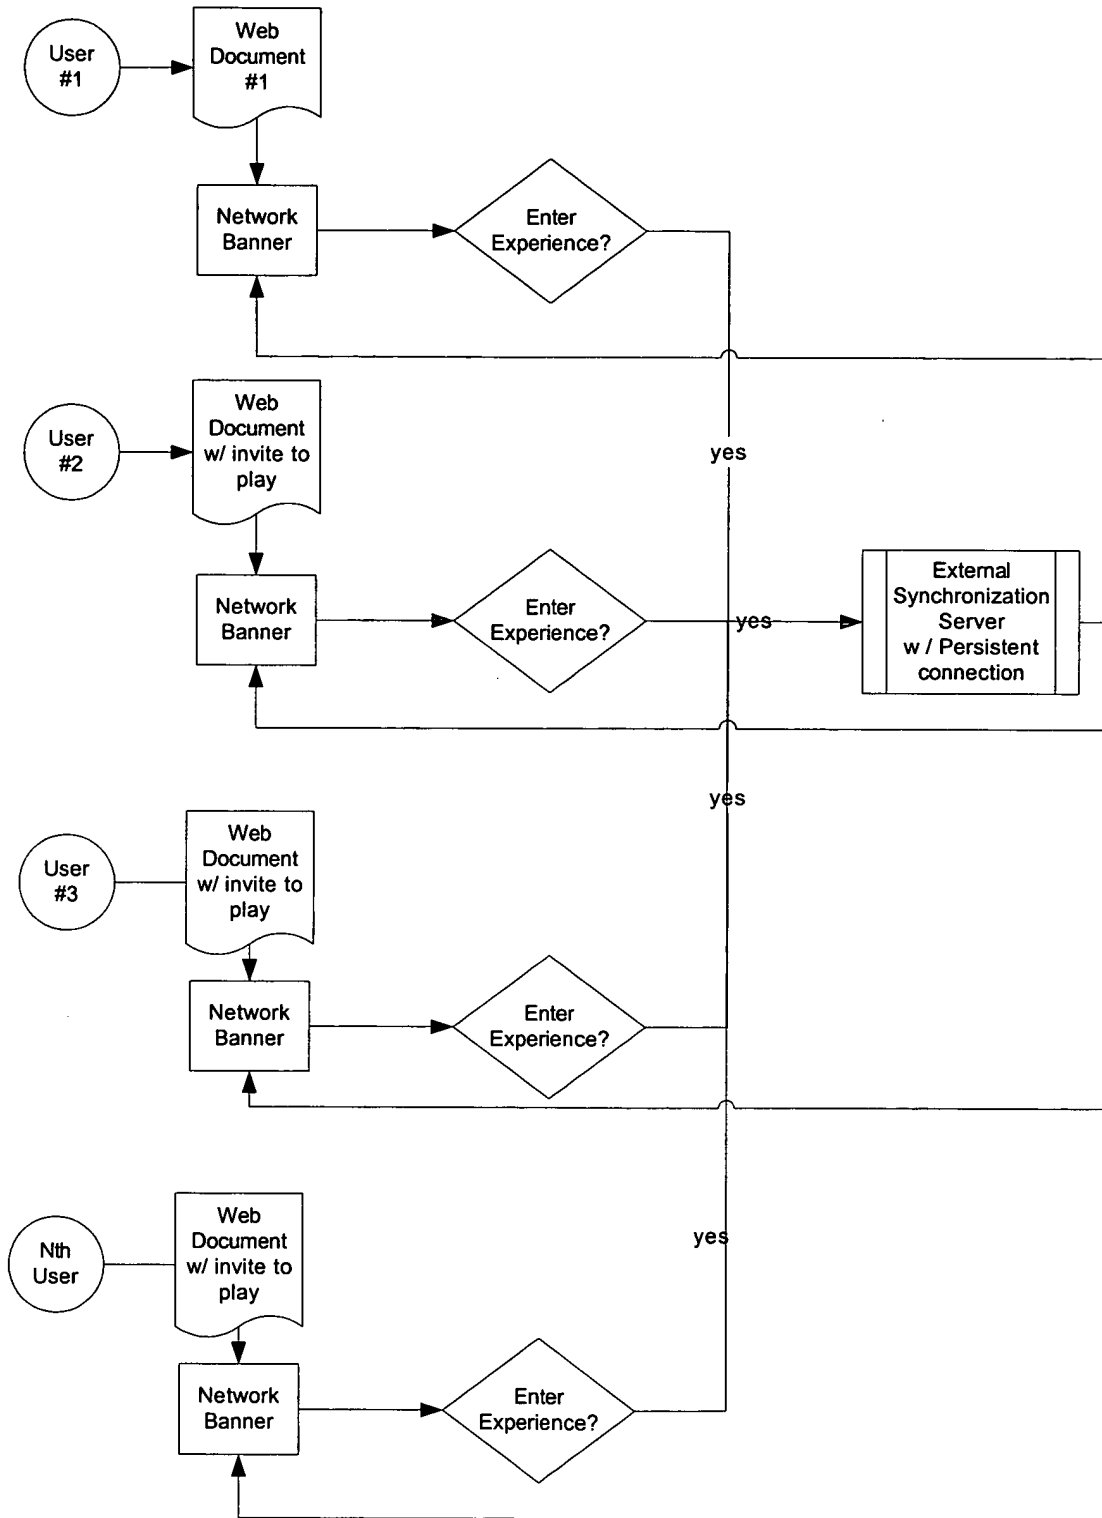 User
#1
Web
Document
#1
Network
Banner
Enter
Experience?
yes
User
#2
Web
Document
w/ invite to
play
Network
Banner
Enter
Experience?
yes
External
Synchronization
Server
w / Persistent
connection
yes
User
#3
Web
Document
w/ invite to
play
Network
Banner
Enter
Experience?
yes
Nth
User
Web
Document
w/ invite to
play
Network
Banner
Enter
Experience?